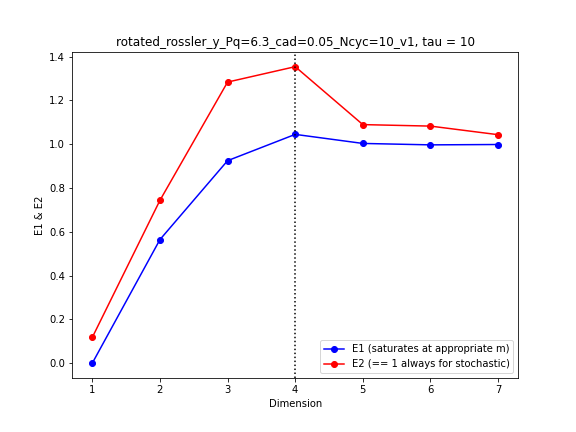 rotated_rossler_y_Pq=6.3_cad=0.05_Ncyc=10_v1, tau = 10
1.4
1.2
1.0
0.8
0.6
0.4
0.2
0.0
E1 & E2
E1 (saturates at appropriate m)
E2 (== 1 always for stochastic)
1 2 3 4 5 6 7
Dimension